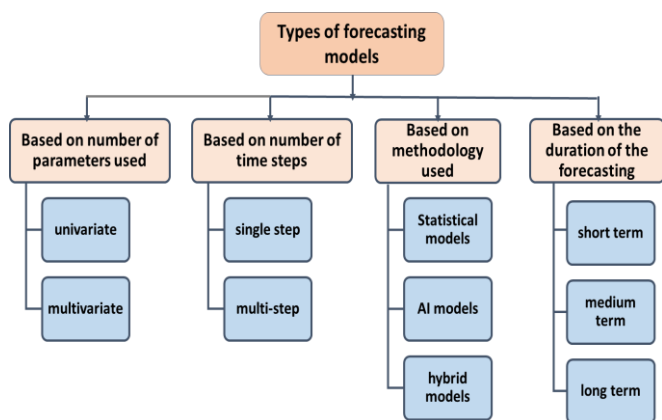 Types of forecasting
models
Based on number of
parameters used
univariate
multivariate
Based on number of
time steps
single step
multi-step
Based on
methodology
used
Statistical
models
AI models
hybrid
models
Based on the
duration of the
forecasting
short term
medium
term
long term